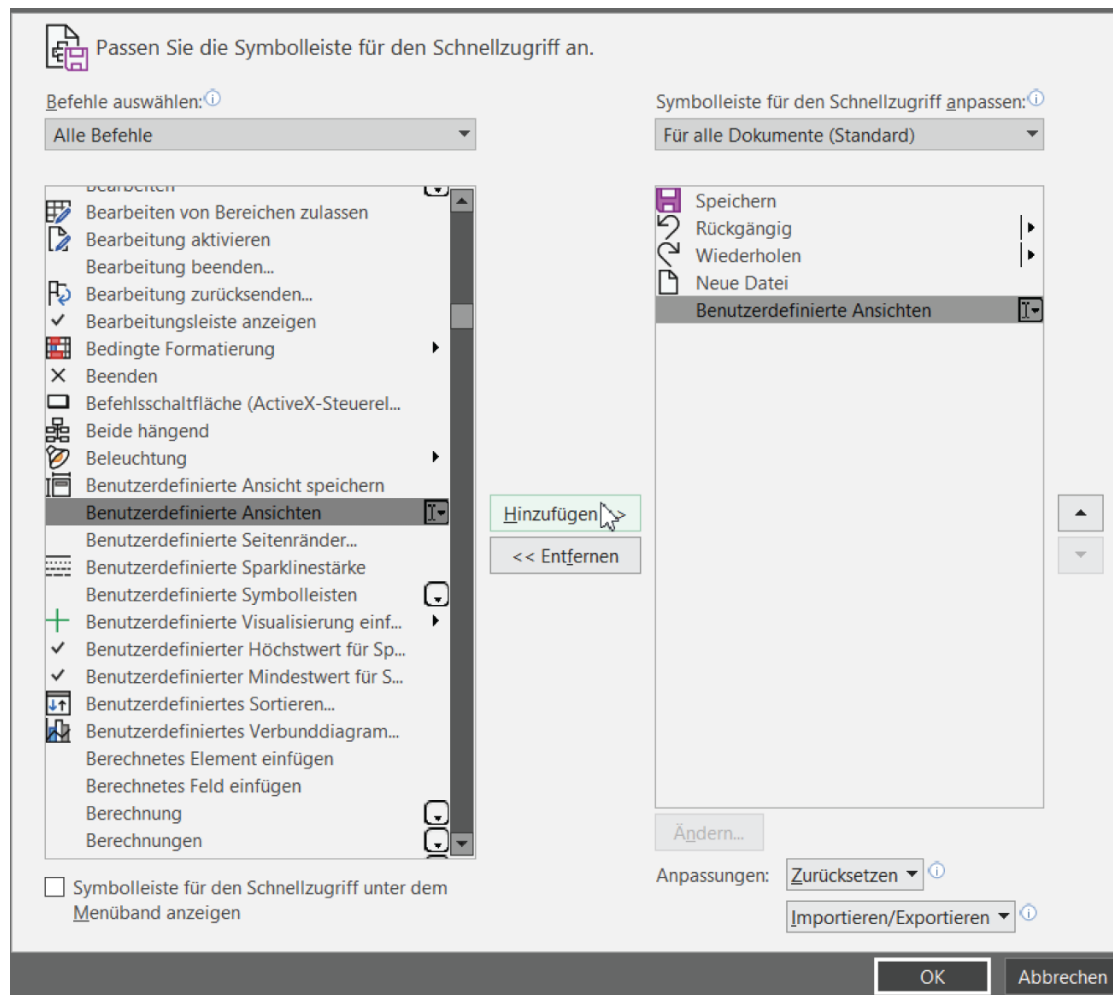 Passen Sie die Symbolleiste für den Schnellzugriff an.
Befehle auswählen:
Alle Befehle
Bearbeiten
Bearbeiten von Bereichen zulassen
Bearbeitung aktivieren
Bearbeitung beenden...
Bearbeitung zurücksenden...
Bearbeitungsleiste anzeigen
Bedingte Formatierung
Beenden
Befehlsschaltfläche (ActiveX-Steuerel...
Beide hängend
Beleuchtung
Benutzerdefinierte Ansicht speichern
Benutzerdefinierte Ansichten
Benutzerdefinierte Seitenränder...
Benutzerdefinierte Sparklinestärke
Benutzerdefinierte Symbolleisten
Benutzerdefinierte Visualisierung einf...
Benutzerdefinierter Höchstwert für Sp...
Benutzerdefinierter Mindestwert für S...
Benutzerdefiniertes Sortieren...
Benutzerdefiniertes Verbunddiagram...
Berechnetes Element einfügen
Berechnetes Feld einfügen
Berechnung
Berechnungen
Symbolleiste für den Schnellzugriff unter dem
Menüband anzeigen
Hinzufügen >>
<< Entfernen
Symbolleiste für den Schnellzugriff anpassen:
Für alle Dokumente (Standard)
Speichern
Rückgängig
Wiederholen
Neue Datei
Benutzerdefinierte Ansichten
Ändern...
Anpassungen:
Zurücksetzen
Importieren/Exportieren
OK
Abbrechen